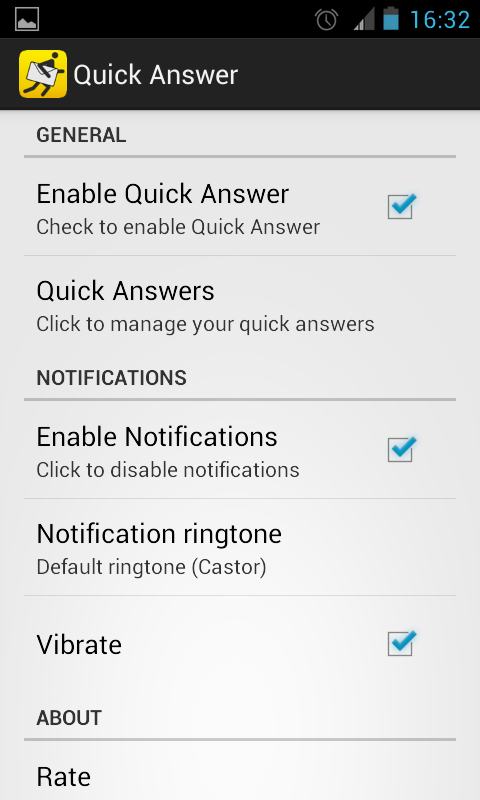 16:32
Quick Answer
GENERAL
Enable Quick Answer
Check to enable Quick Answer
Quick Answers
Click to manage your quick answers
NOTIFICATIONS
Enable Notifications
Click to disable notifications
Notification ringtone
Default ringtone (Castor)
Vibrate
ABOUT
Rate